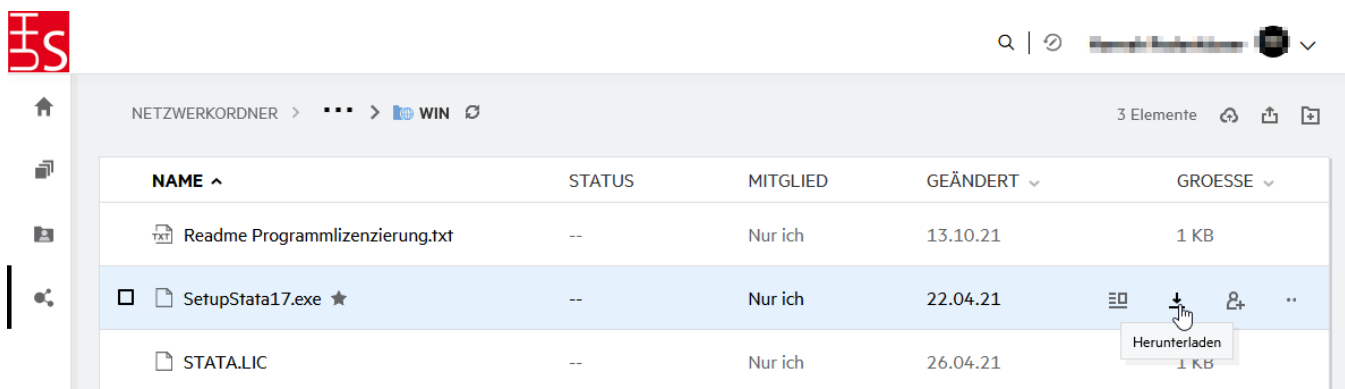 NETZWERKORDNER > ··· > WIN
3 Elemente
NAME STATUS MITGLIED GEÄNDERT GROESSE
TXT Readme Programmlizenzierung.txt -- Nur ich 13.10.21 1 KB
SetupStata17.exe -- Nur ich 22.04.21
Herunterladen
STATA.LIC -- Nur ich 26.04.21 1 KB